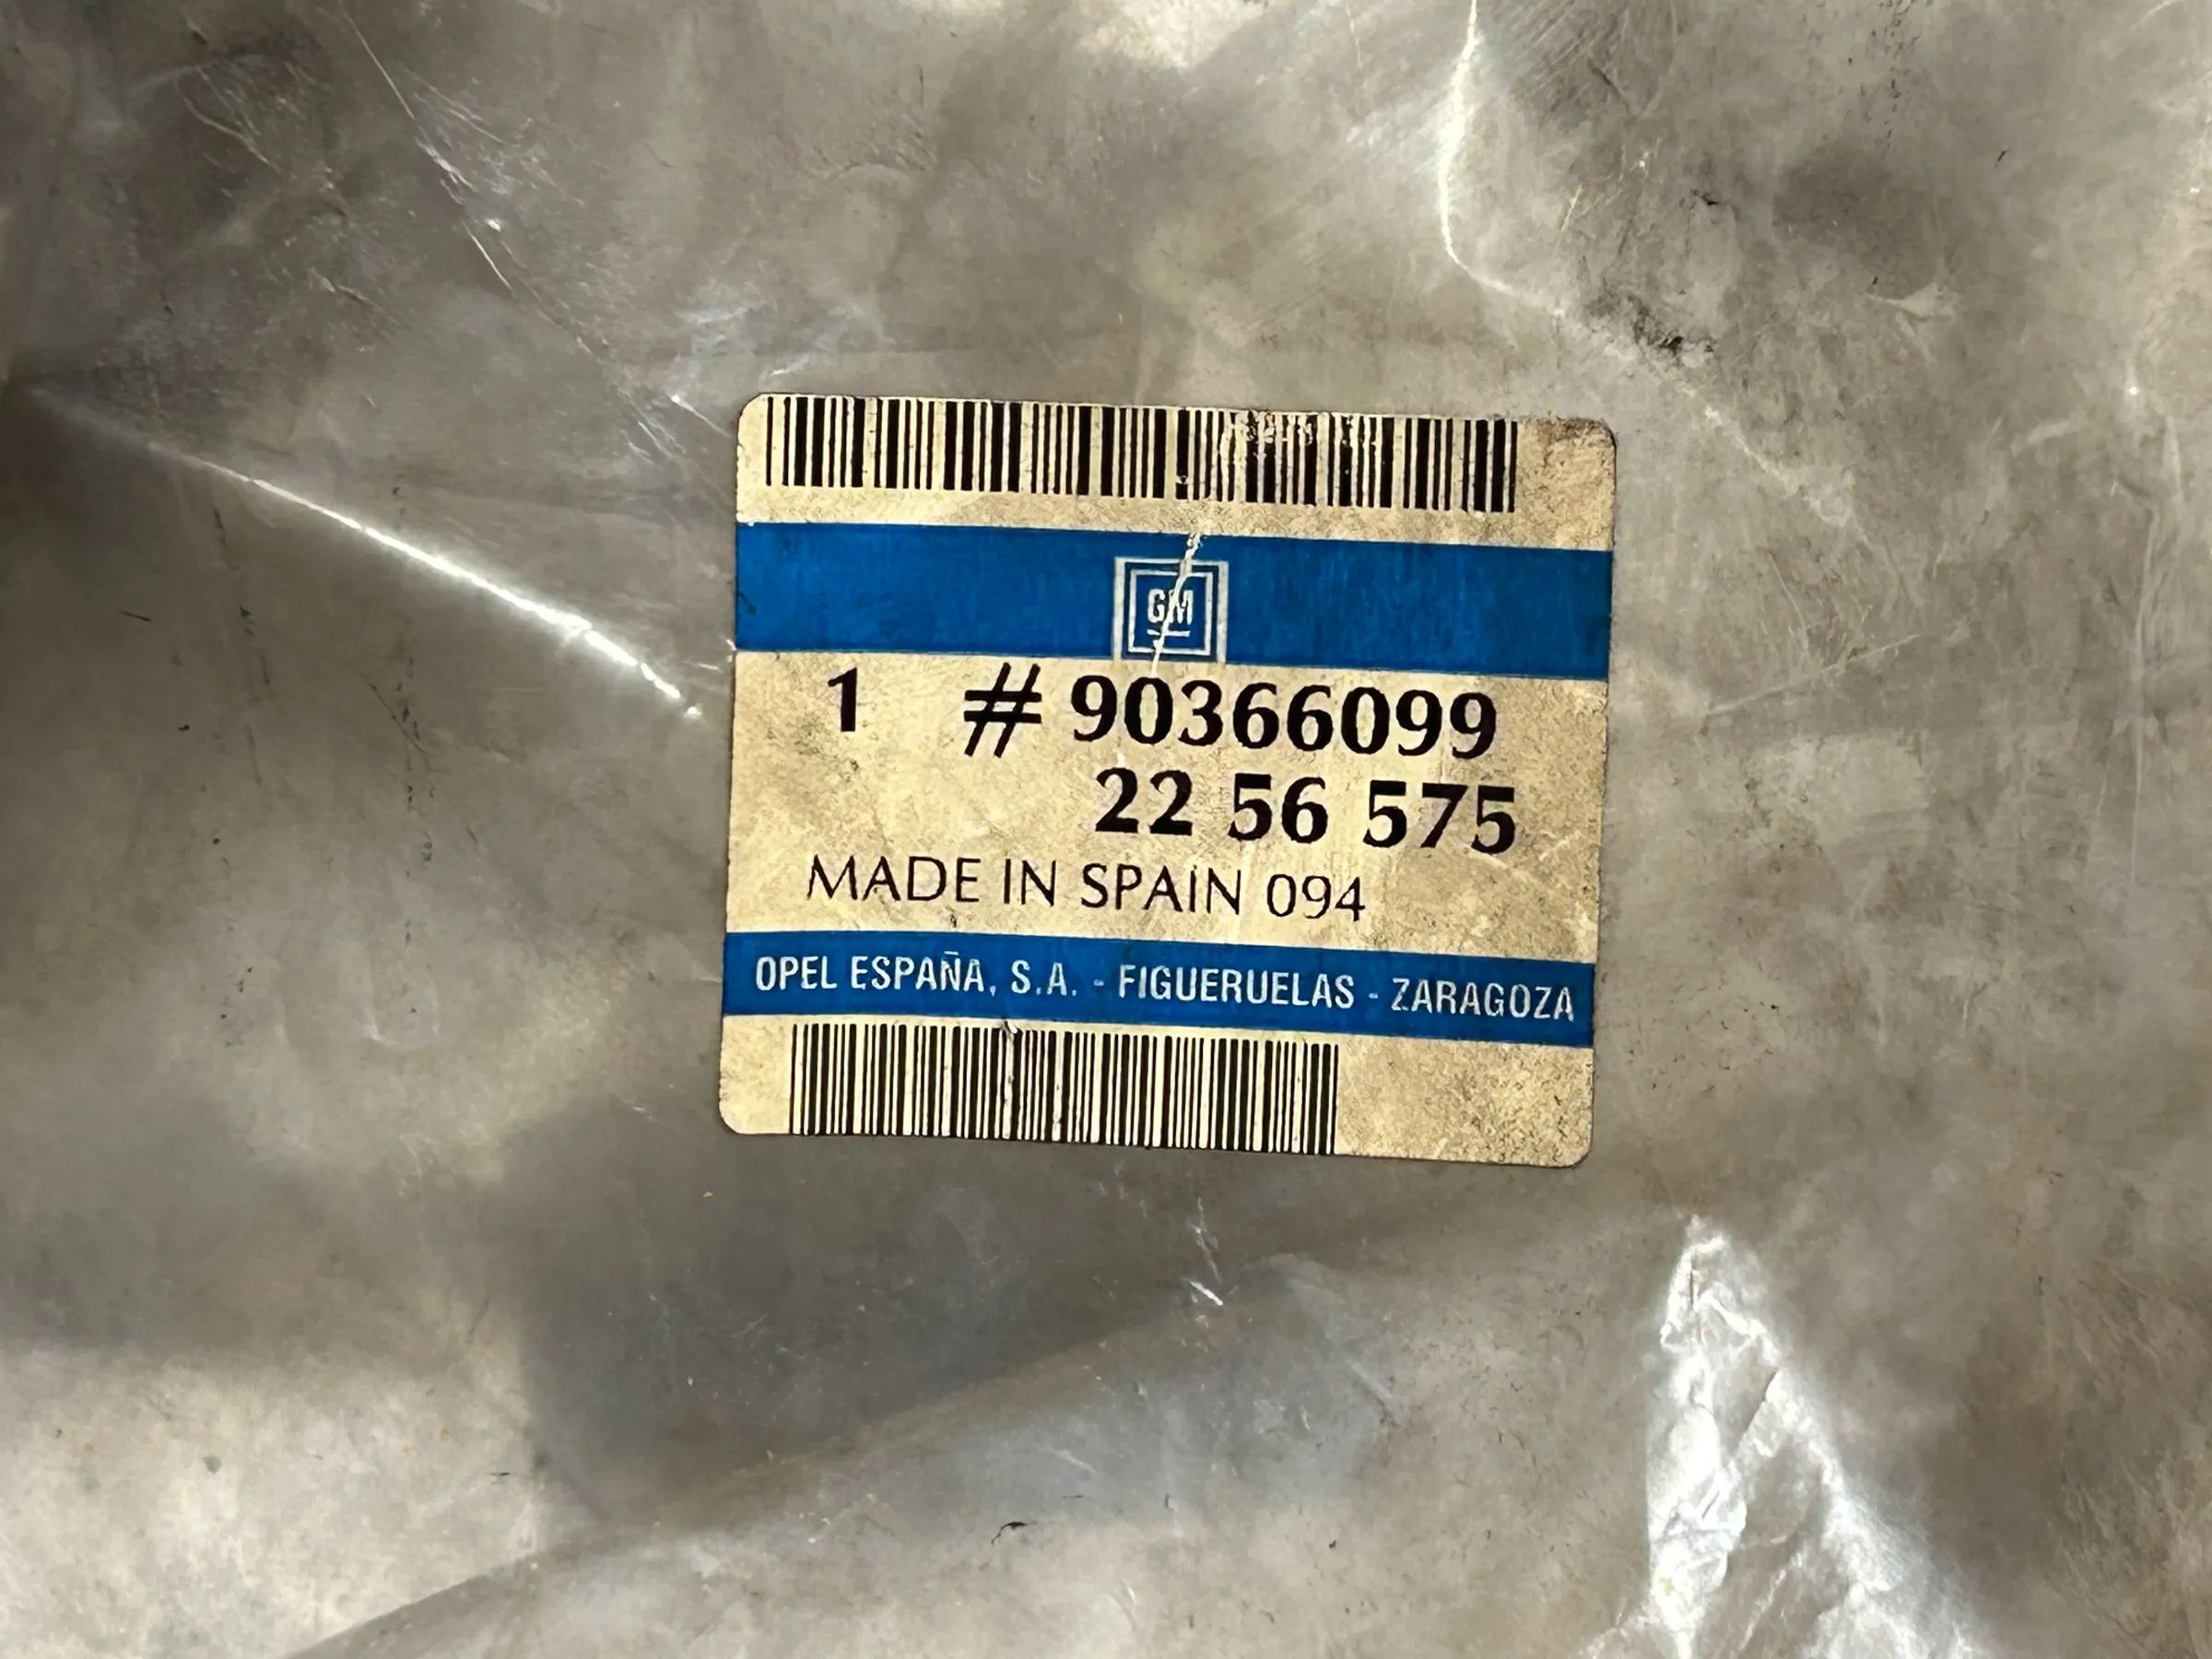 GM
1 # 90366099
22 56 575
MADE IN SPAIN 094
OPEL ESPAÑA, S.A. - FIGUERUELAS - ZARAGOZA